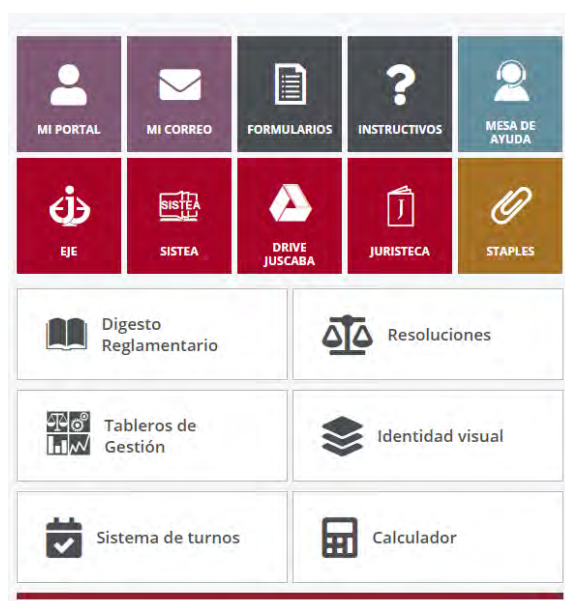 MI PORTAL
MI CORREO
FORMULARIOS
INSTRUCTIVOS
MESA DE
AYUDA
EJE
SISTEA
SISTEA
DRIVE
JUSCABA
J
JURISTECA
STAPLES
Digesto
Reglamentario
Resoluciones
Tableros de
Gestión
Identidad visual
Sistema de turnos
Calculador